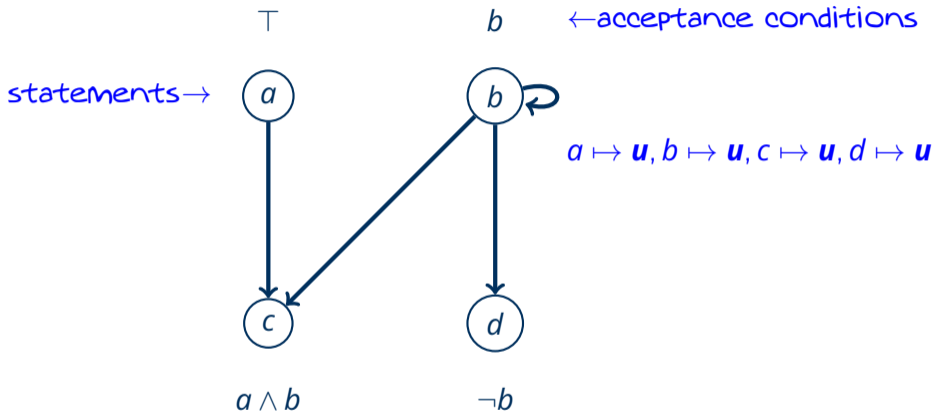 ⊤ b ←acceptance conditions
statements→ a b
a ↦ u, b ↦ u, c ↦ u, d ↦ u
c d
a ∧ b ¬b